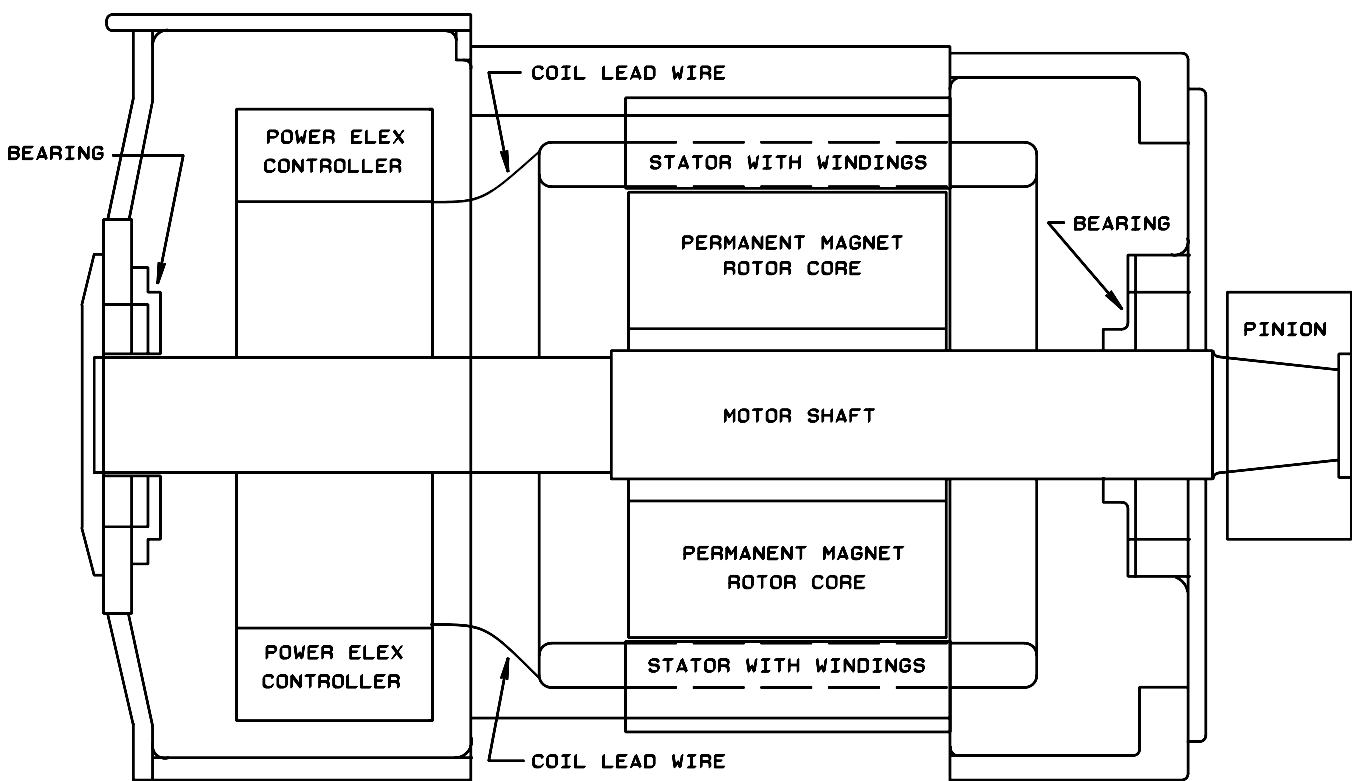 COIL LEAD WIRE
POWER ELEX
CONTROLLER
BEARING
STATOR WITH WINDINGS
BEARING
PERMANENT MAGNET
ROTOR CORE
PINION
MOTOR SHAFT
PERMANENT MAGNET
ROTOR CORE
POWER ELEX
CONTROLLER
STATOR WITH WINDINGS
COIL LEAD WIRE